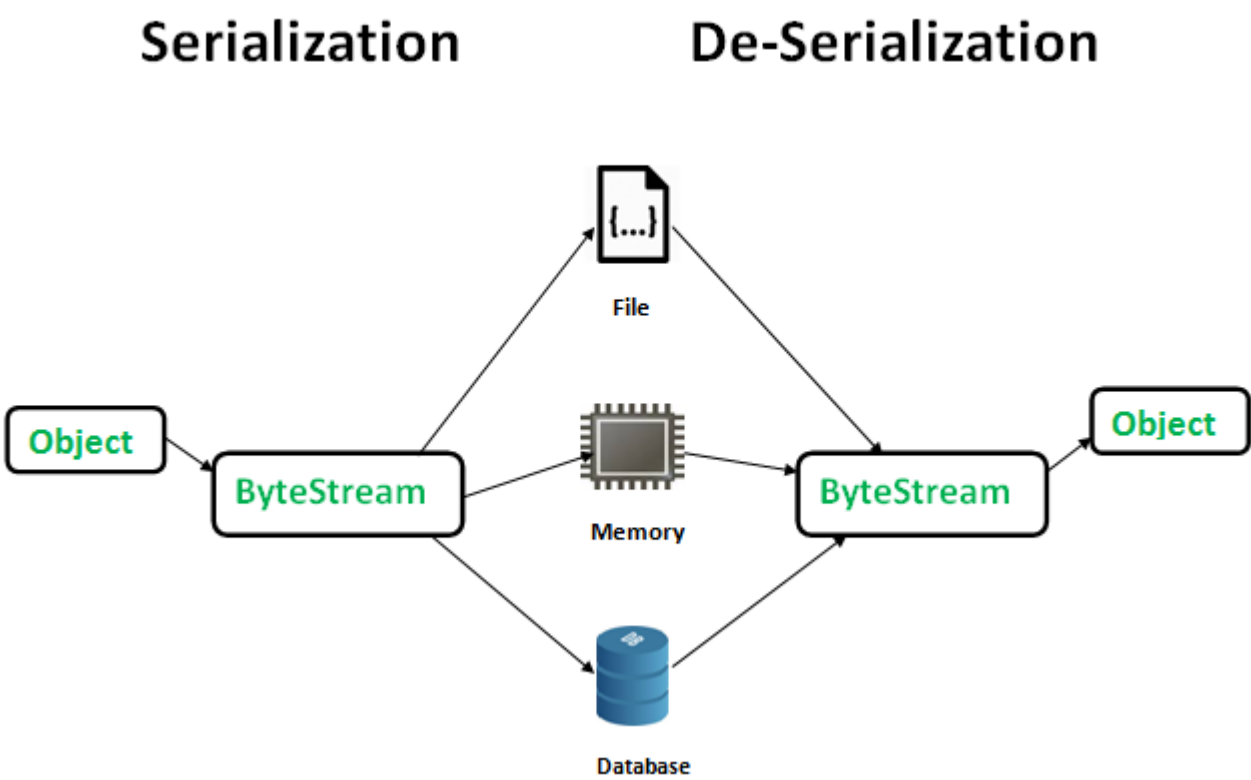 Serialization
De-Serialization
{...}
File
Object
ByteStream
Memory
ByteStream
Object
Database